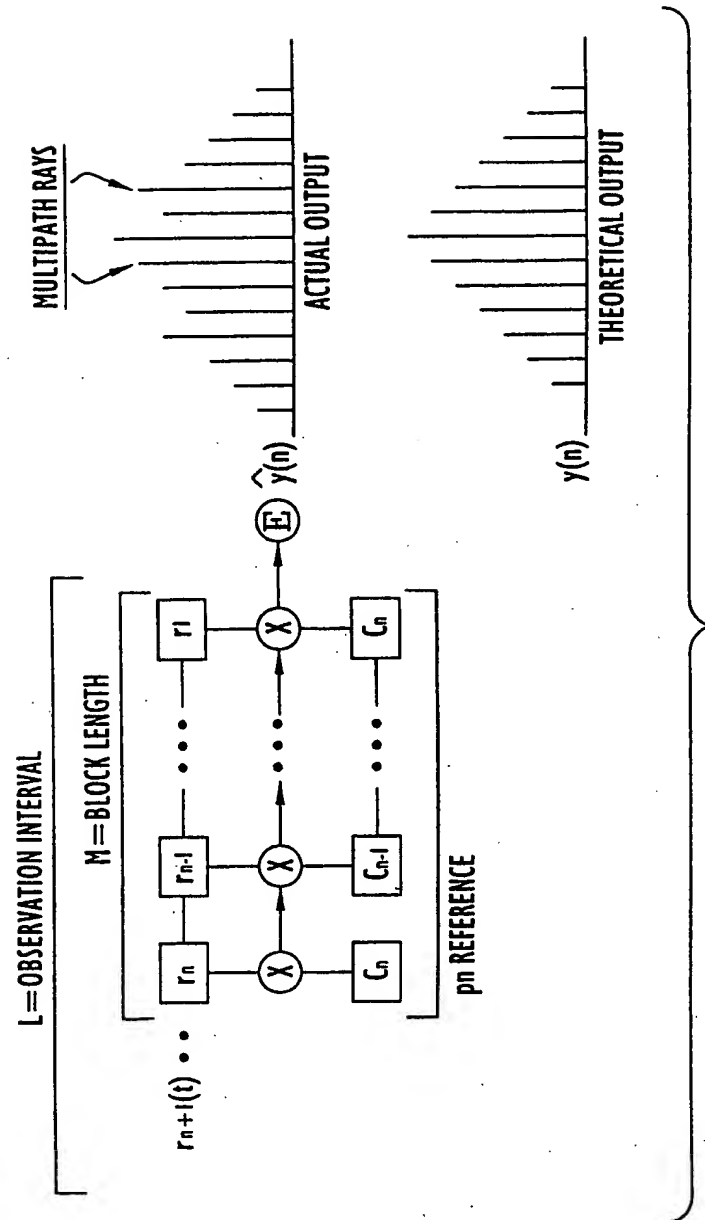 L=OBSERVATION INTERVAL
M=BLOCK LENGTH
rn+1(t) • •
rn
rn-1
• • •
r1
X
X
• • •
X
E
ŷ(n)
Cn
Cn-1
• • •
Cn
pn REFERENCE
MULTIPATH RAYS
ACTUAL OUTPUT
y(n)
THEORETICAL OUTPUT